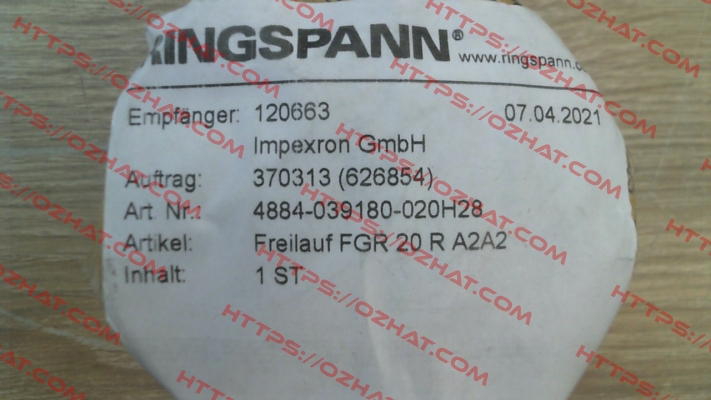 RINGSPANN®
www.ringspann.c
Empfänger: 120663 07.04.2021
Impexron GmbH
Auftrag: 370313 (626854)
Art. Nr.: 4884-039180-020H28
Artikel: Freilauf FGR 20 R A2A2
Inhalt: 1 ST
HTTPS://OZHAT.COM